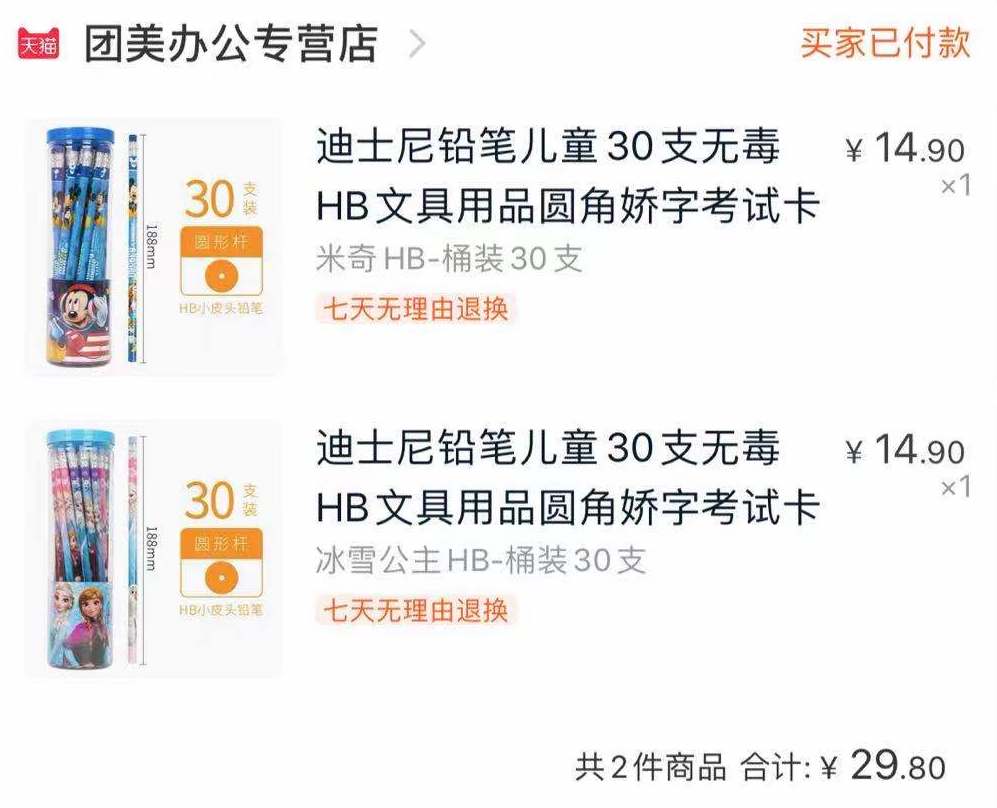 天猫 团美办公专营店 > 买家已付款
迪士尼铅笔儿童30支无毒 ¥ 14.90
HB文具用品圆角娇字考试卡 ×1
米奇HB-桶装30支
七天无理由退换
30支装
圆形杆
188mm
HB小皮头铅笔
迪士尼铅笔儿童30支无毒 ¥ 14.90
HB文具用品圆角娇字考试卡 ×1
冰雪公主HB-桶装30支
七天无理由退换
30支装
圆形杆
188mm
HB小皮头铅笔
共2件商品 合计: ¥ 29.80